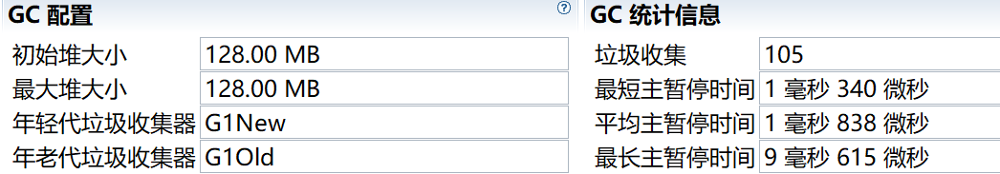 GC 配置
初始堆大小 128.00 MB
最大堆大小 128.00 MB
年轻代垃圾收集器 G1New
年老代垃圾收集器 G1Old
GC 统计信息
垃圾收集 105
最短主暂停时间 1 毫秒 340 微秒
平均主暂停时间 1 毫秒 838 微秒
最长主暂停时间 9 毫秒 615 微秒